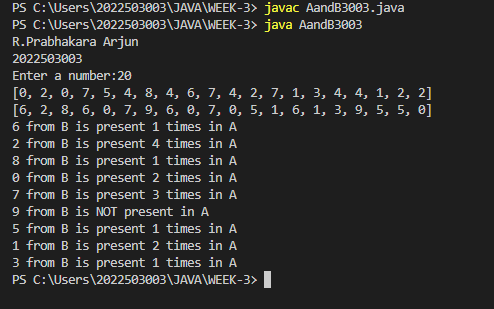 PS C:\Users\2022503003\JAVA\WEEK-3> javac AandB3003.java
PS C:\Users\2022503003\JAVA\WEEK-3> java AandB3003
R.Prabhakara Arjun
2022503003
Enter a number:20
[0, 2, 0, 7, 5, 4, 8, 4, 6, 7, 4, 2, 7, 1, 3, 4, 4, 1, 2, 2]
[6, 2, 8, 6, 0, 7, 9, 6, 0, 7, 0, 5, 1, 6, 1, 3, 9, 5, 5, 0]
6 from B is present 1 times in A
2 from B is present 4 times in A
8 from B is present 1 times in A
0 from B is present 2 times in A
7 from B is present 3 times in A
9 from B is NOT present in A
5 from B is present 1 times in A
1 from B is present 2 times in A
3 from B is present 1 times in A
PS C:\Users\2022503003\JAVA\WEEK-3>